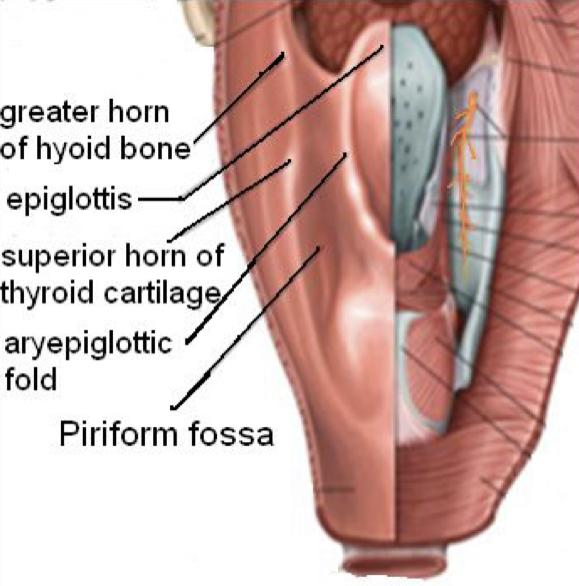 greater horn
of hyoid bone
epiglottis
superior horn of
thyroid cartilage
aryepiglottic
fold
Piriform fossa